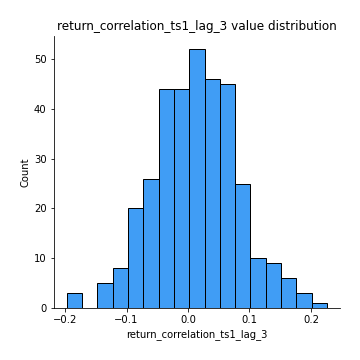 return_correlation_ts1_lag_3 value distribution
50
40
30
20
10
0
Count
−0.2 −0.1 0.0 0.1 0.2
return_correlation_ts1_lag_3